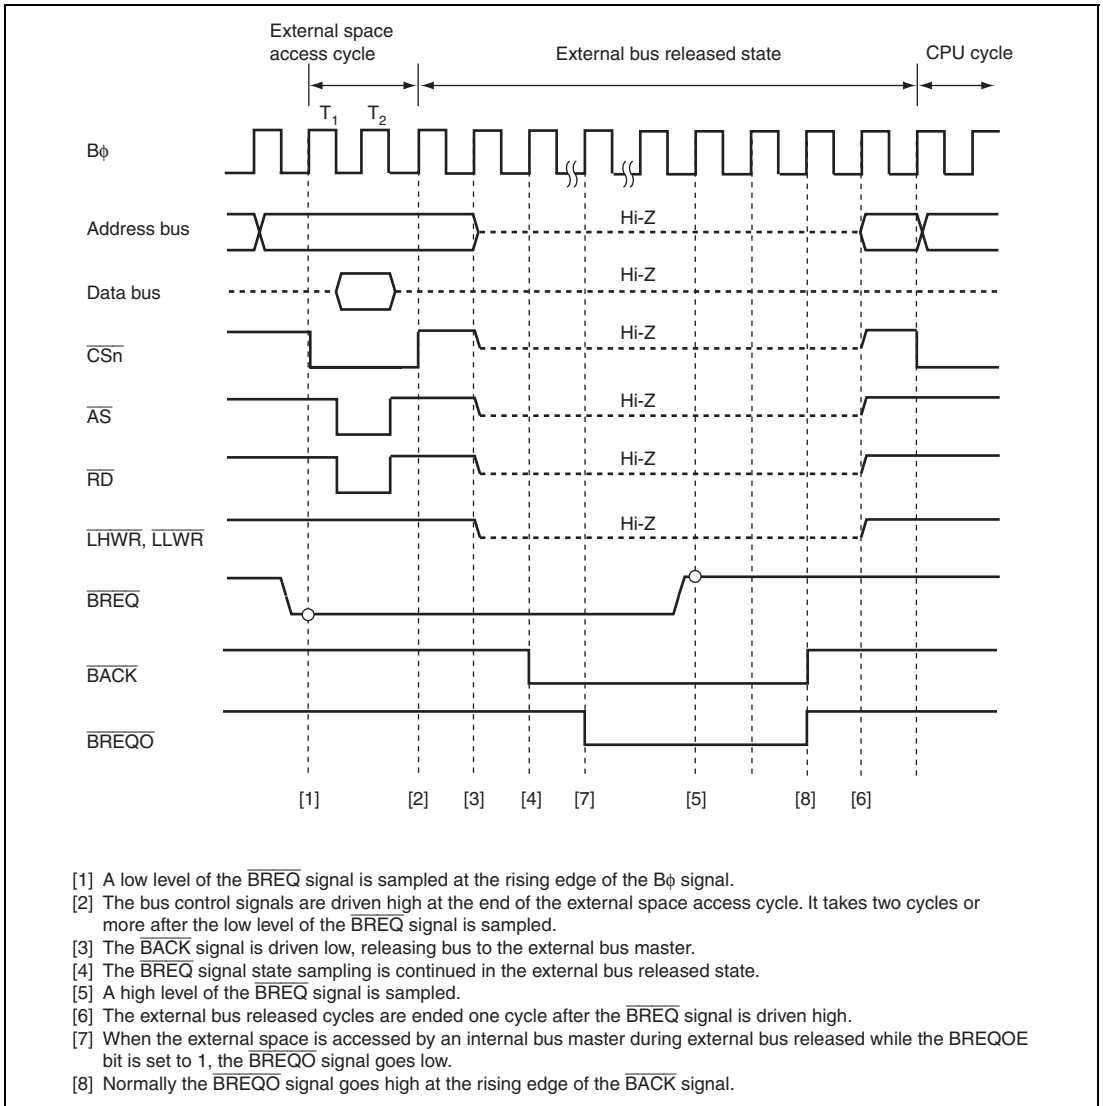 External space
access cycle
External bus released state
CPU cycle
T1
T2
Bϕ
Address bus
Hi-Z
Data bus
Hi-Z
CSn
Hi-Z
AS
Hi-Z
RD
Hi-Z
LHWR, LLWR
Hi-Z
BREQ
BACK
BREQO
[1] [2] [3] [4] [7] [5] [8] [6]
[1] A low level of the BREQ signal is sampled at the rising edge of the Bϕ signal.
[2] The bus control signals are driven high at the end of the external space access cycle. It takes two cycles or
more after the low level of the BREQ signal is sampled.
[3] The BACK signal is driven low, releasing bus to the external bus master.
[4] The BREQ signal state sampling is continued in the external bus released state.
[5] A high level of the BREQ signal is sampled.
[6] The external bus released cycles are ended one cycle after the BREQ signal is driven high.
[7] When the external space is accessed by an internal bus master during external bus released while the BREQOE
bit is set to 1, the BREQO signal goes low.
[8] Normally the BREQO signal goes high at the rising edge of the BACK signal.